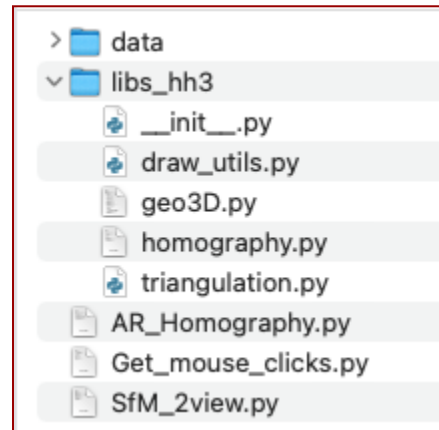 data
libs_hh3
__init__.py
draw_utils.py
geo3D.py
homography.py
triangulation.py
AR_Homography.py
Get_mouse_clicks.py
SfM_2view.py